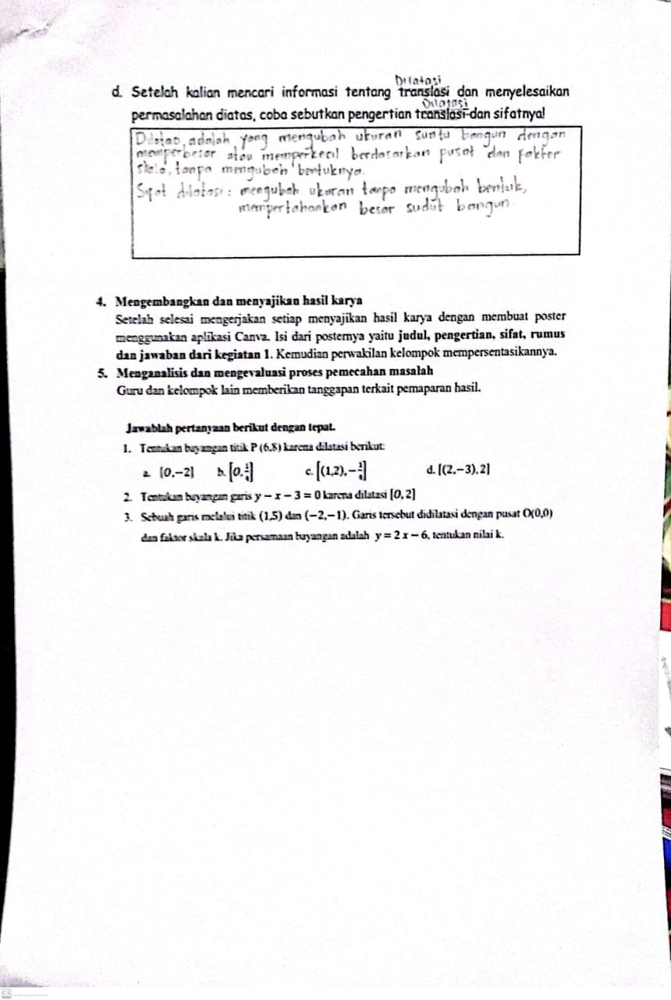 Dilatasi
d. Setelah kalian mencari informasi tentang translasi dan menyelesaikan
Dilatasi
permasalahan diatas, coba sebutkan pengertian translasi dan sifatnya!
Dilatasi adalah yang mengubah ukuran suatu bangun dengan
memperbesar atau memperkecil berdasarkan pusat dan faktor
skala, tanpa mengubah bentuknya.
Sifat dilatasi: mengubah ukuran tanpa mengubah bentuk,
mempertahankan besar sudut bangun.
4. Mengembangkan dan menyajikan hasil karya
Setelah selesai mengerjakan setiap menyajikan hasil karya dengan membuat poster
menggunakan aplikasi Canva. Isi dari posternya yaitu judul, pengertian, sifat, rumus
dan jawaban dari kegiatan 1. Kemudian perwakilan kelompok mempersentasikannya.
5. Menganalisis dan mengevaluasi proses pemecahan masalah
Guru dan kelompok lain memberikan tanggapan terkait pemaparan hasil.
Jawablah pertanyaan berikut dengan tepat.
1. Tentukan bayangan titik P (6,8) karena dilatasi berikut:
a. [0,−2] b. [0, ] c. [(1,2),− ] d. [(2,−3),2]
2. Tentukan bayangan garis y − x − 3 = 0 karena dilatasi [0, 2]
3. Sebuah garis melalui titik (1,5) dan (−2,−1). Garis tersebut didilatasi dengan pusat O(0,0)
dan faktor skala k. Jika persamaan bayangan adalah y = 2 x − 6, tentukan nilai k.
CS